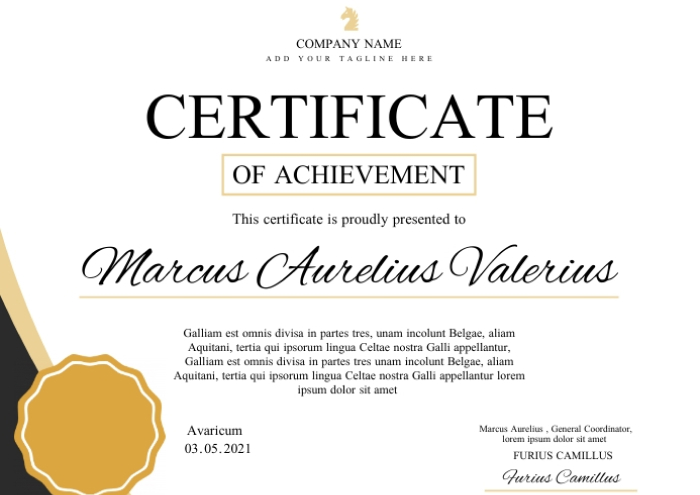 COMPANY NAME
ADD YOUR TAGLINE HERE
CERTIFICATE
OF ACHIEVEMENT
This certificate is proudly presented to
Marcus Aurelius Valerius
Galliam est omnis divisa in partes tres, unam incolunt Belgae, aliam
Aquitani, tertia qui ipsorum lingua Celtae nostra Galli appellantur,
Galliam est omnis divisa in partes tres unam incolunt Belgae, aliam
Aquitani, tertia qui ipsorum lingua Celtae nostra Galli appellantur lorem
ipsum dolor sit amet
Avaricum
03.05.2021
Marcus Aurelius , General Coordinator,
lorem ipsum dolor sit amet
FURIUS CAMILLUS
Furius Camillus